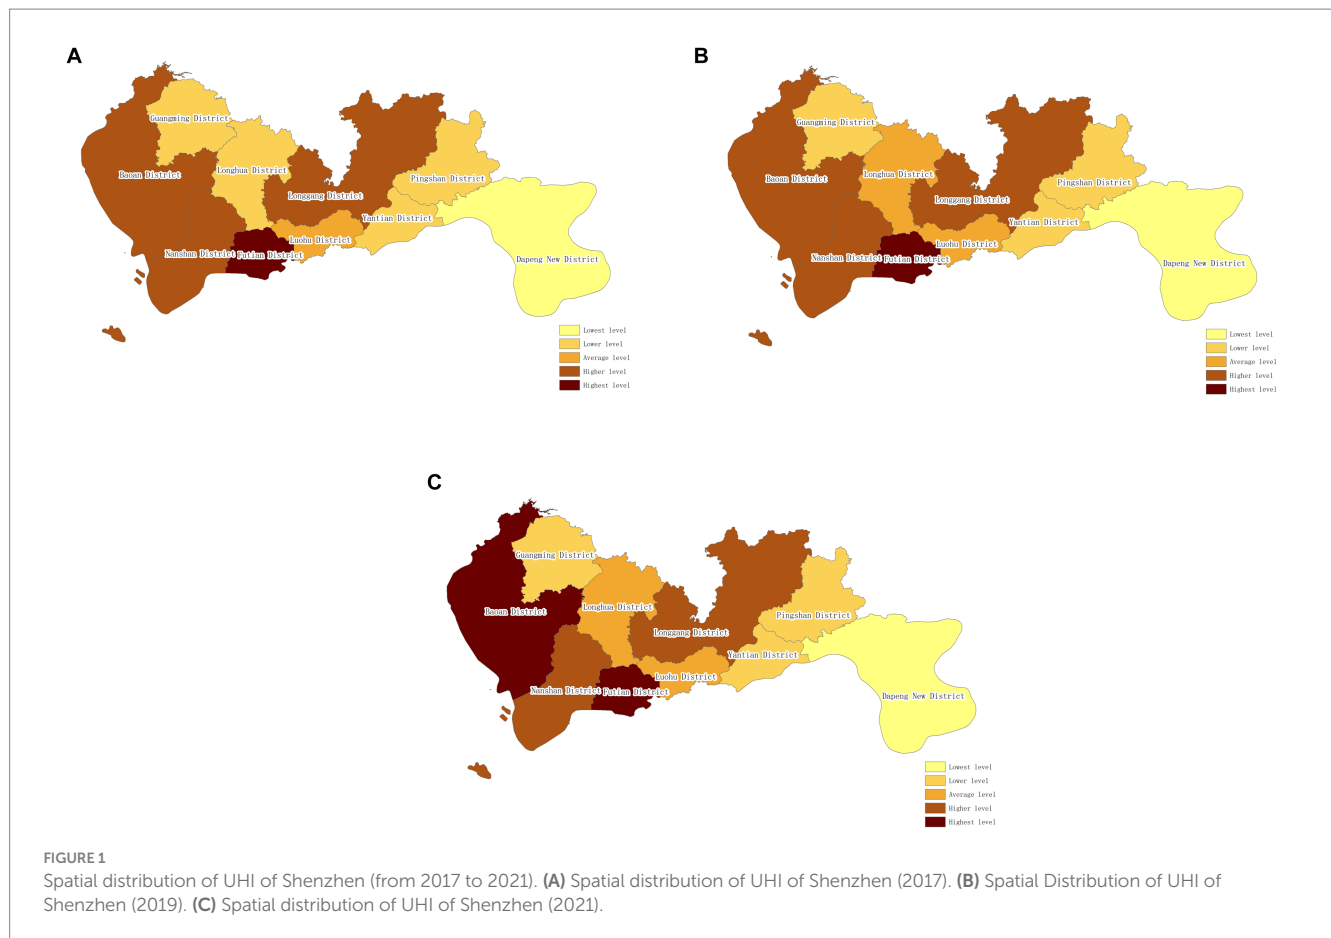 A
Guangming District
Baoan District
Longhua District
Longgang District
Pingshan District
Yantian District
Luohu District
Nanshan District
Futian District
Dapeng New District
Lowest level
Lower level
Average level
Higher level
Highest level
B
Guangming District
Baoan District
Longhua District
Longgang District
Pingshan District
Yantian District
Luohu District
Nanshan District
Futian District
Dapeng New District
Lowest level
Lower level
Average level
Higher level
Highest level
C
Guangming District
Baoan District
Longhua District
Longgang District
Pingshan District
Yantian District
Luohu District
Nanshan District
Futian District
Dapeng New District
Lowest level
Lower level
Average level
Higher level
Highest level
FIGURE 1
Spatial distribution of UHI of Shenzhen (from 2017 to 2021). (A) Spatial distribution of UHI of Shenzhen (2017). (B) Spatial Distribution of UHI of
Shenzhen (2019). (C) Spatial distribution of UHI of Shenzhen (2021).